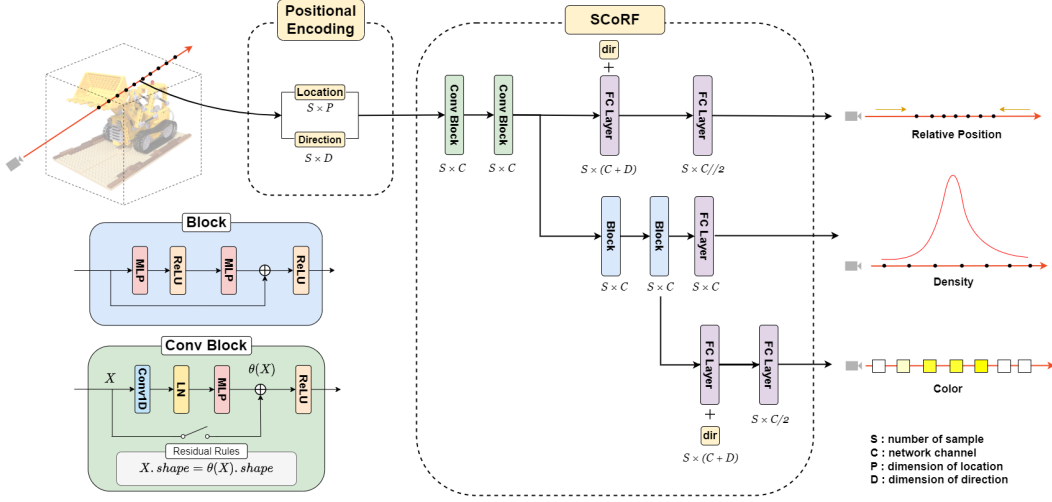 Positional
Encoding
Location
S × P
Direction
S × D
SCoRF
dir
+
Conv Block
S × C
Conv Block
S × C
FC Layer
S × (C + D)
FC Layer
S × C//2
Relative Position
Block
S × C
Block
S × C
FC Layer
S × C
Density
FC Layer
+
dir
S × (C + D)
FC Layer
S × C/2
Color
Block
MLP
ReLU
MLP
ReLU
Conv Block
X
Conv1D
LN
MLP
θ(X)
ReLU
Residual Rules
X. shape = θ(X). shape
S : number of sample
C : network channel
P : dimension of location
D : dimension of direction